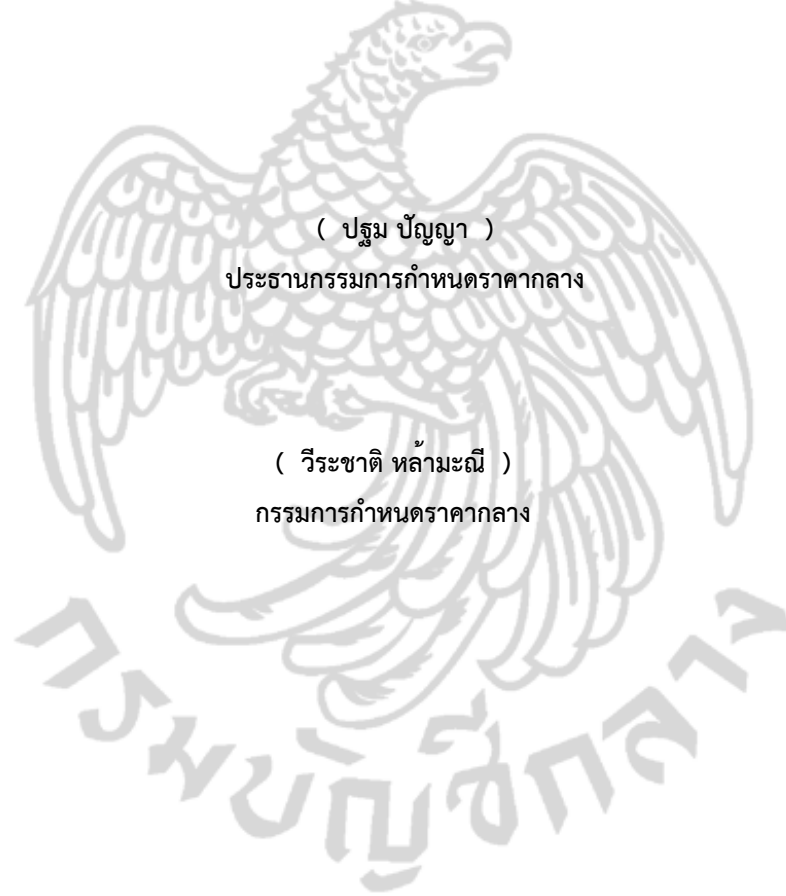 ( ปฐม ปัญญา )
ประธานกรรมการกำหนดราคากลาง
( วีระชาติ หล้ามะณี )
กรรมการกำหนดราคากลาง
กรมบัญชีกลาง